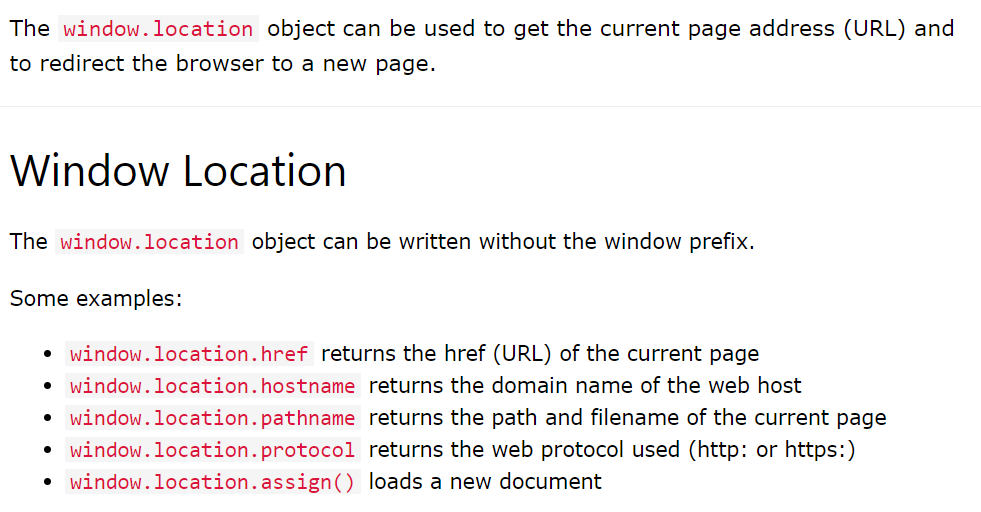 The window.location object can be used to get the current page address (URL) and
to redirect the browser to a new page.
Window Location
The window.location object can be written without the window prefix.
Some examples:
• window.location.href returns the href (URL) of the current page
• window.location.hostname returns the domain name of the web host
• window.location.pathname returns the path and filename of the current page
• window.location.protocol returns the web protocol used (http: or https:)
• window.location.assign() loads a new document